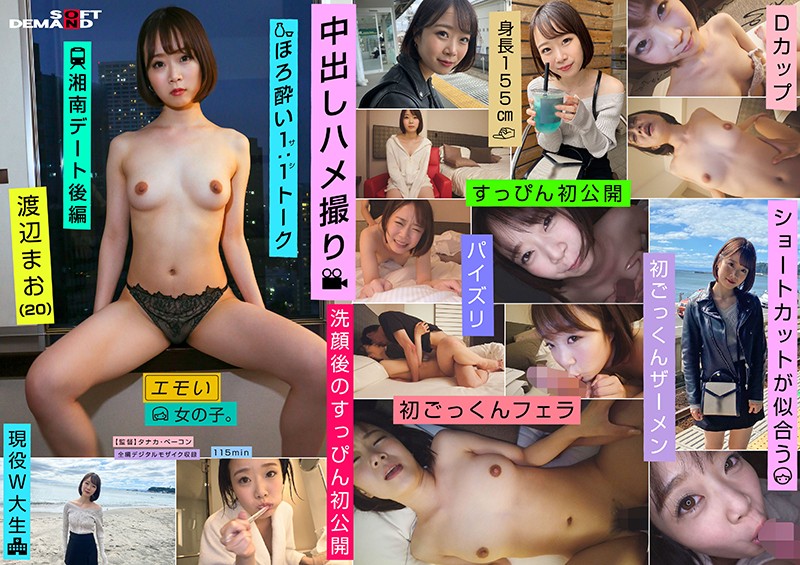 SOFT
ON
DEMAND
湘南デート後編
渡辺まお
(20)
ほろ酔い1:1トーク
サシ
中出しハメ撮り
エモい
女の子。
【監督】タナカ・ベーコン
全編デジタルモザイク収録
115min
現役W大生
洗顔後のすっぴん初公開
身長155cm
Dカップ
すっぴん初公開
パイズリ
初ごっくんフェラ
初ごっくんザーメン
ショートカットが似合う